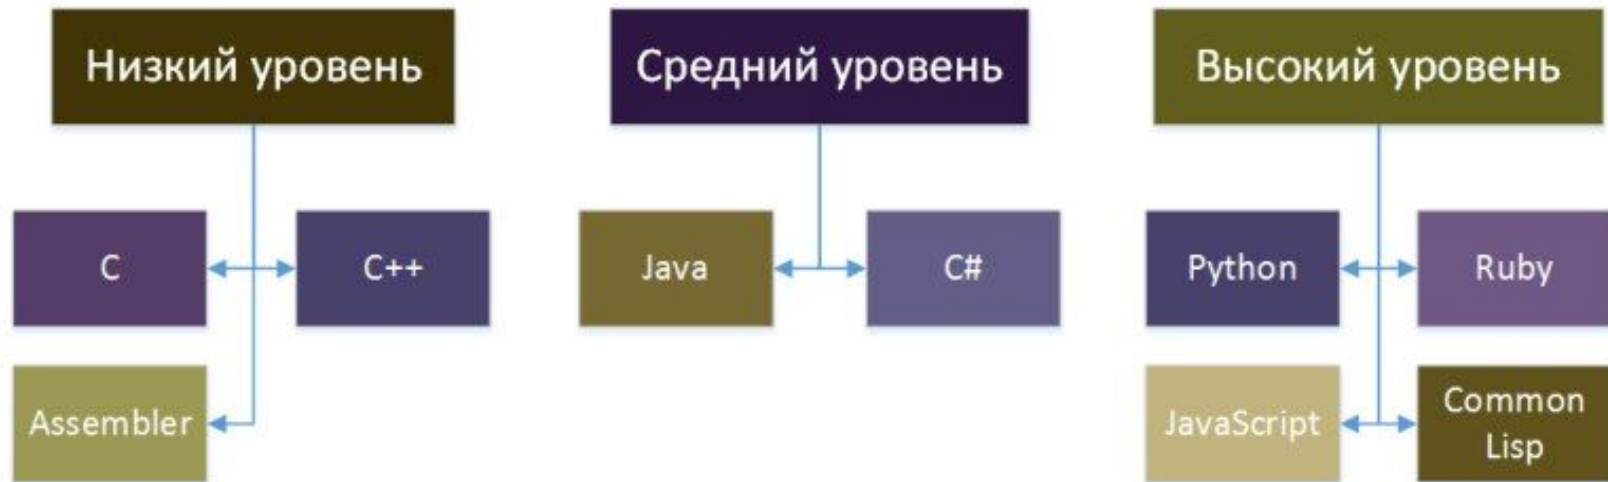 Низкий уровень
Средний уровень
Высокий уровень
C
C++
Java
C#
Python
Ruby
Assembler
JavaScript
Common
Lisp